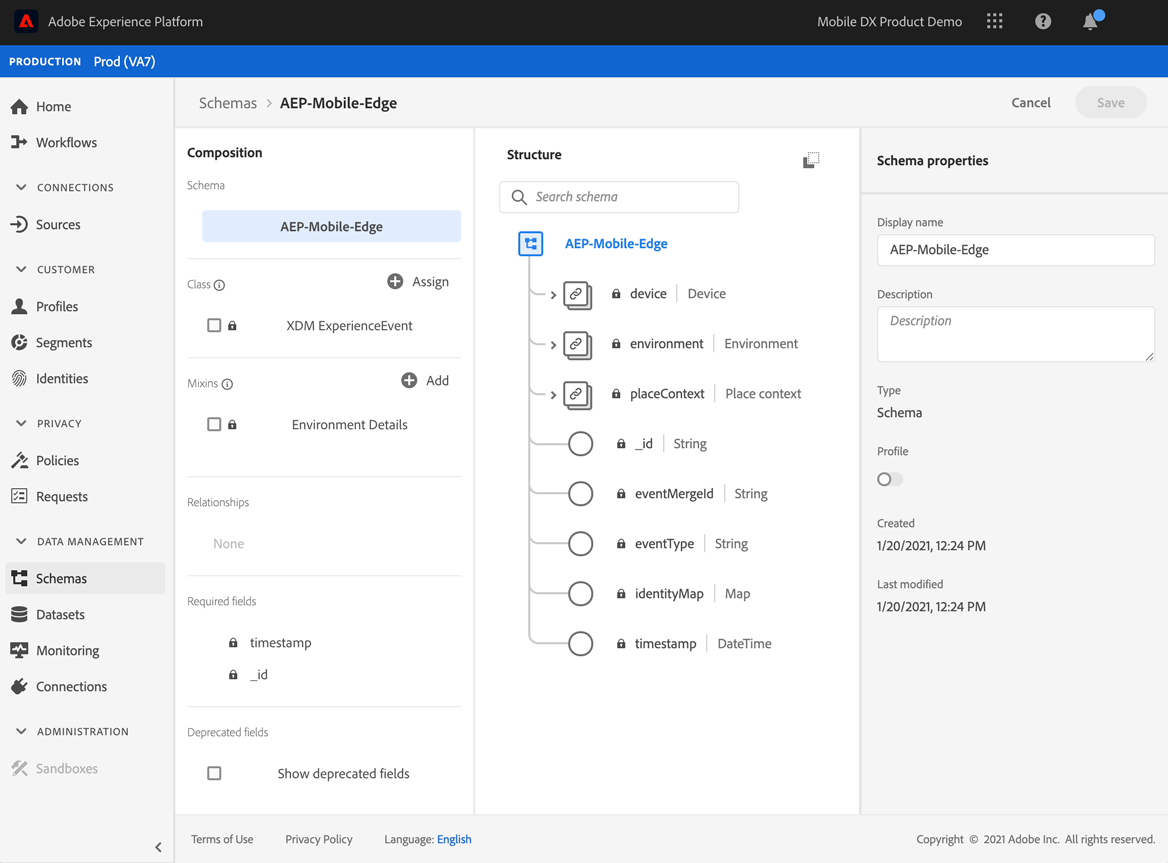 Adobe Experience Platform
Mobile DX Product Demo
PRODUCTION Prod (VA7)
Home
Workflows
CONNECTIONS
Sources
CUSTOMER
Profiles
Segments
Identities
PRIVACY
Policies
Requests
DATA MANAGEMENT
Schemas
Datasets
Monitoring
Connections
ADMINISTRATION
Sandboxes
Schemas > AEP-Mobile-Edge
Cancel
Save
Composition
Schema
AEP-Mobile-Edge
Class
Assign
XDM ExperienceEvent
Mixins
Add
Environment Details
Relationships
None
Required fields
timestamp
_id
Deprecated fields
Show deprecated fields
Structure
Search schema
AEP-Mobile-Edge
device | Device
environment | Environment
placeContext | Place context
_id | String
eventMergeId | String
eventType | String
identityMap | Map
timestamp | DateTime
Schema properties
Display name
AEP-Mobile-Edge
Description
Description
Type
Schema
Profile
Created
1/20/2021, 12:24 PM
Last modified
1/20/2021, 12:24 PM
Terms of Use
Privacy Policy
Language: English
Copyright © 2021 Adobe Inc. All rights reserved.